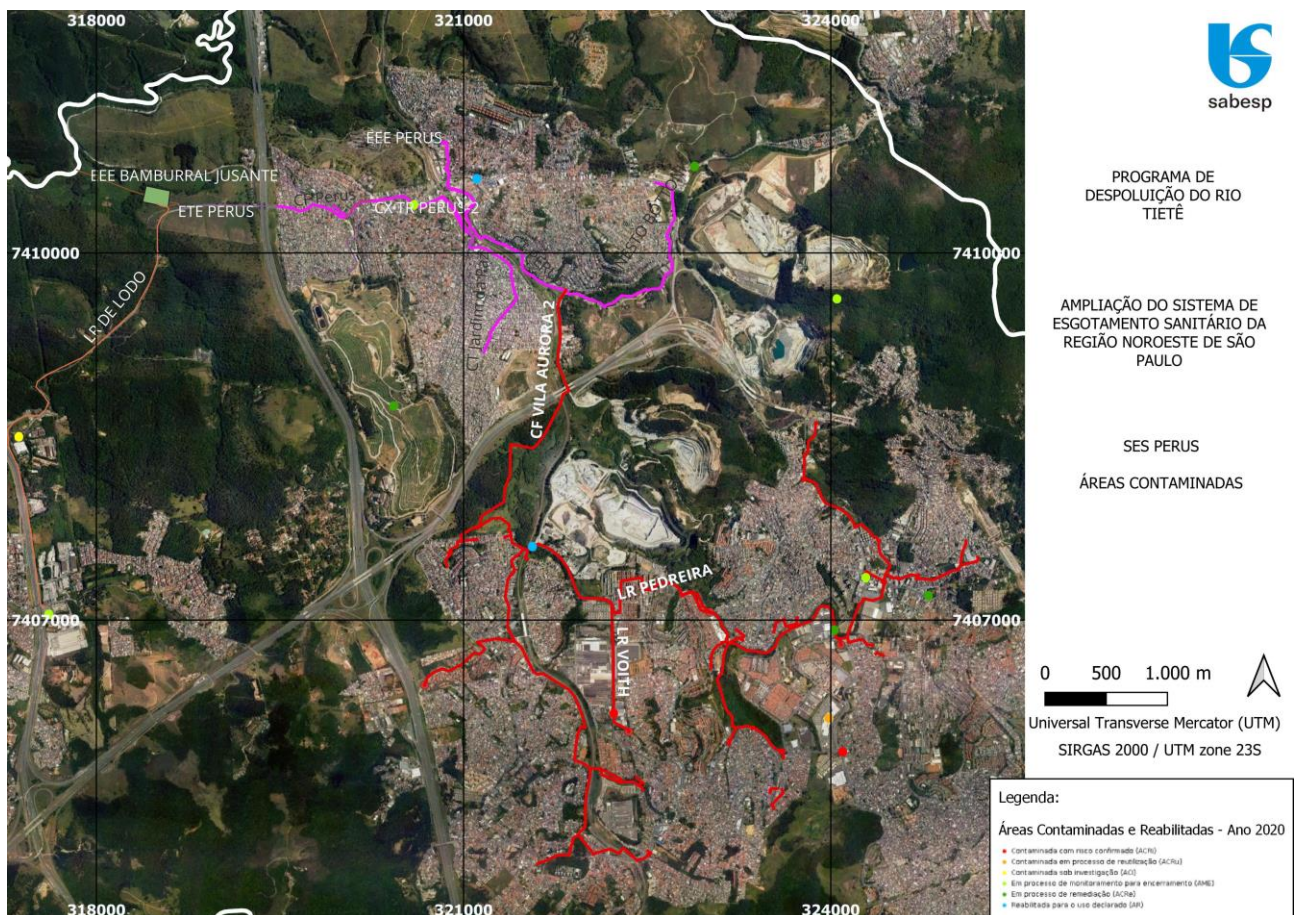 318000
321000
324000
sabesp
PROGRAMA DE
DESPOLUIÇÃO DO RIO
TIETÊ
AMPLIAÇÃO DO SISTEMA DE
ESGOTAMENTO SANITÁRIO DA
REGIÃO NOROESTE DE SÃO
PAULO
SES PERUS
ÁREAS CONTAMINADAS
EEE PERUS
EEE BAMBURRAL JUSANTE
ETE PERUS
CX-TR PERUS-2
7410000
7410000
LR DE LODO
CF VILA AURORA 2
LR PEDREIRA
LR VOITH
7407000
7407000
0 500 1.000 m
Universal Transverse Mercator (UTM)
SIRGAS 2000 / UTM zone 23S
Legenda:
Áreas Contaminadas e Reabilitadas - Ano 2020
Contaminada com risco confirmado (ACRi)
Contaminada em processo de reutilização (ACRu)
Contaminada sob investigação (ACI)
Em processo de monitoramento para encerramento (AME)
Em processo de remediação (ACRe)
Reabilitada para o uso declarado (AR)
318000
321000
324000